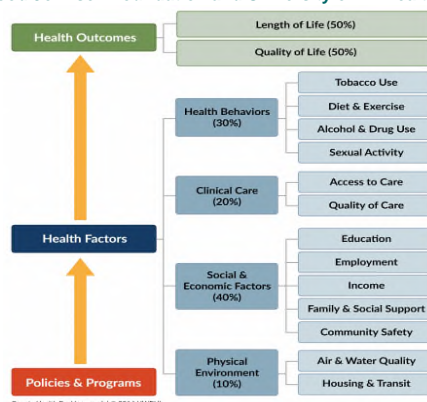 Health Outcomes
Length of Life (50%)
Quality of Life (50%)
Health Behaviors
(30%)
Tobacco Use
Diet & Exercise
Alcohol & Drug Use
Sexual Activity
Clinical Care
(20%)
Access to Care
Quality of Care
Health Factors
Social &
Economic Factors
(40%)
Education
Employment
Income
Family & Social Support
Community Safety
Physical
Environment
(10%)
Air & Water Quality
Housing & Transit
Policies & Programs